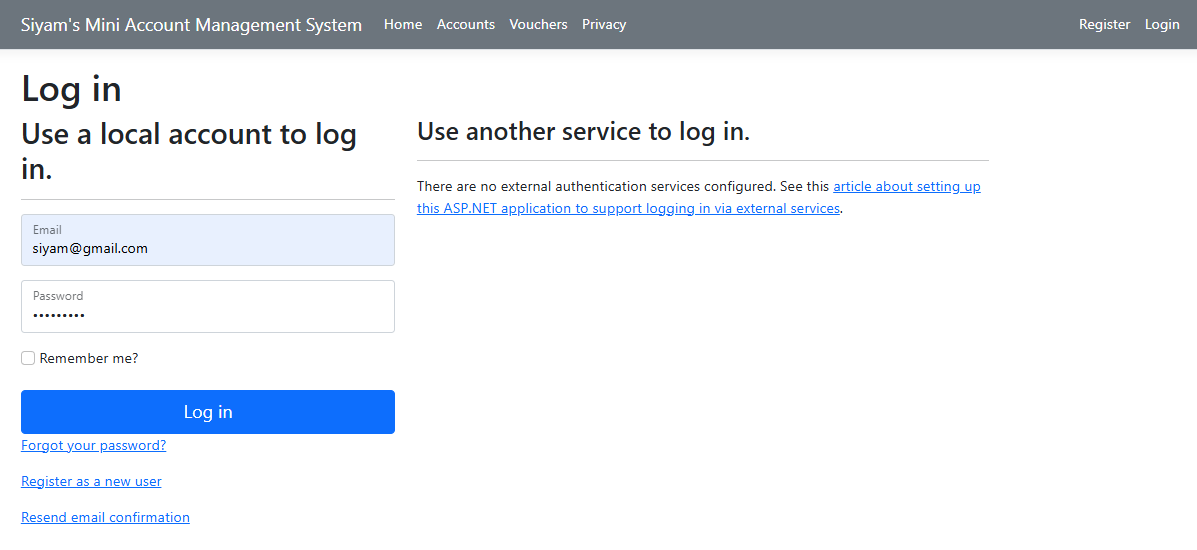 Siyam's Mini Account Management System Home Accounts Vouchers Privacy Register Login
Log in
Use a local account to log
in.
Email
siyam@gmail.com
Password
•••••••••
Remember me?
Log in
Forgot your password?
Register as a new user
Resend email confirmation
Use another service to log in.
There are no external authentication services configured. See this article about setting up
this ASP.NET application to support logging in via external services.